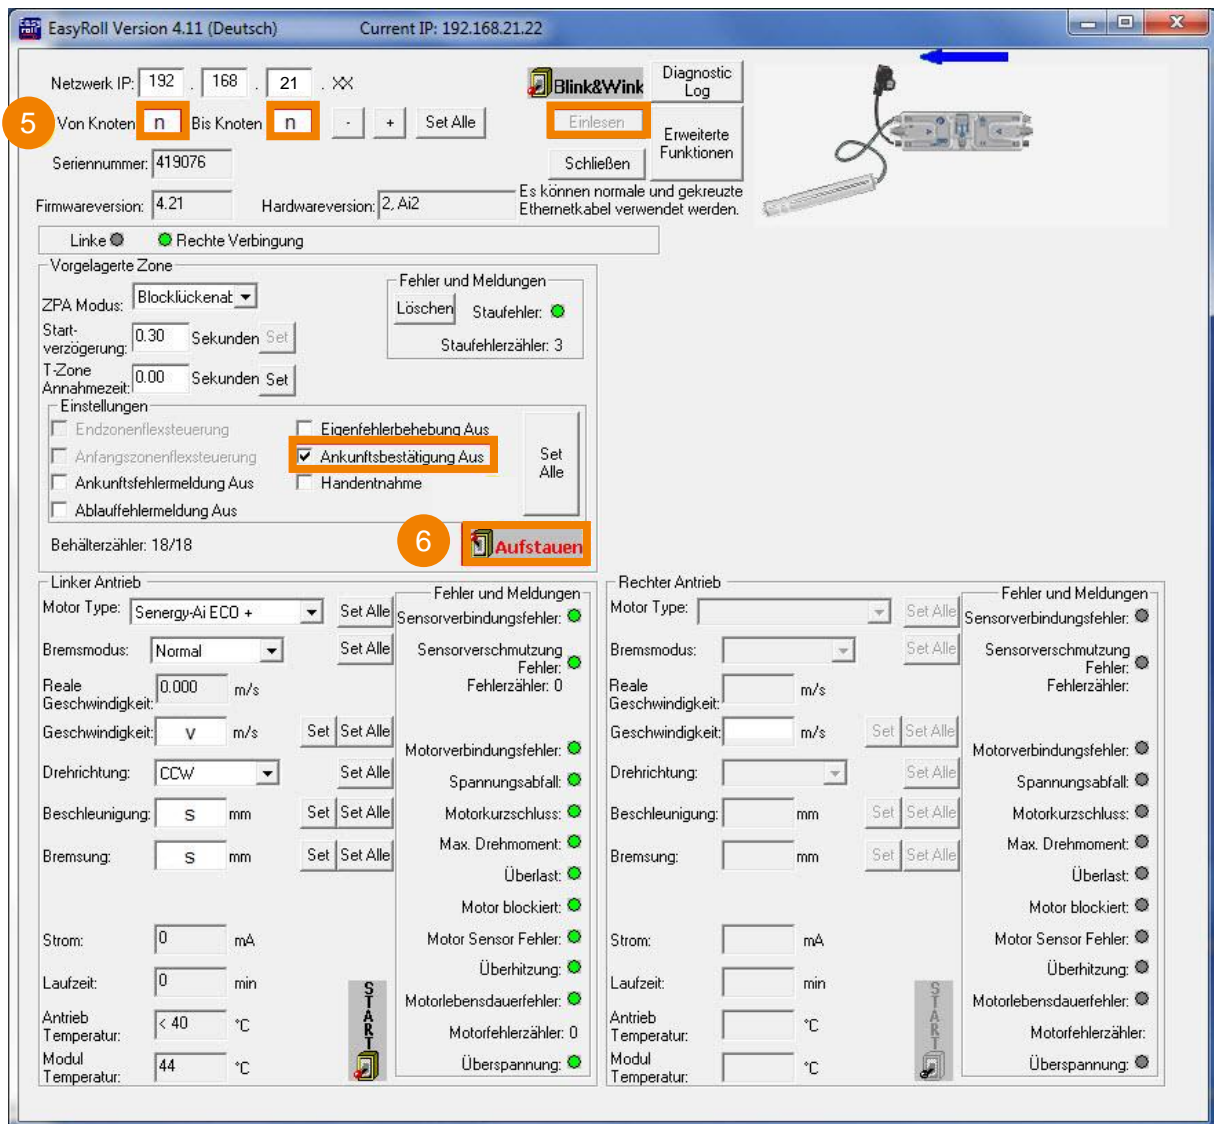 EasyRoll Version 4.11 (Deutsch) Current IP: 192.168.21.22
Netzwerk IP: 192 . 168 . 21 . XX
Blink&Wink
Diagnostic Log
5
Von Knoten n Bis Knoten n - + Set Alle
Einlesen
Erweiterte Funktionen
Seriennummer: 419076
Schließen
Firmwareversion: 4.21 Hardwareversion: 2, Ai2
Es können normale und gekreuzte
Ethernetkabel verwendet werden.
Linke Rechte Verbingung
Vorgelagerte Zone
ZPA Modus: Blocklückenat
Start-
verzögerung: 0.30 Sekunden Set
T-Zone
Annahmezeit: 0.00 Sekunden Set
Fehler und Meldungen
Löschen Staufehler:
Staufehlerzähler: 3
Einstellungen
Endzonenflexsteuerung Eigenfehlerbehebung Aus
Anfangszonenflexsteuerung Ankunftsbestätigung Aus
Ankunftsfehlermeldung Aus Handentnahme
Ablauffehlermeldung Aus
Set
Alle
Behälterzähler: 18/18
6
Aufstauen
Linker Antrieb
Motor Type: Senergy-Ai ECO + Set Alle
Bremsmodus: Normal Set Alle
Reale
Geschwindigkeit: 0.000 m/s
Geschwindigkeit: v m/s Set Set Alle
Drehrichtung: CCW Set Alle
Beschleunigung: s mm Set Set Alle
Bremsung: s mm Set Set Alle
Strom: 0 mA
Laufzeit: 0 min
Antrieb
Temperatur: < 40 °C
Modul
Temperatur: 44 °C
START
Fehler und Meldungen
Sensorverbindungsfehler:
Sensorverschmutzung
Fehler:
Fehlerzähler: 0
Motorverbindungsfehler:
Spannungsabfall:
Motorkurzschluss:
Max. Drehmoment:
Überlast:
Motor blockiert:
Motor Sensor Fehler:
Überhitzung:
Motorlebensdauerfehler:
Motorfehlerzähler: 0
Überspannung:
Rechter Antrieb
Motor Type: Set Alle
Bremsmodus: Set Alle
Reale
Geschwindigkeit: m/s
Geschwindigkeit: m/s Set Set Alle
Drehrichtung: Set Alle
Beschleunigung: mm Set Set Alle
Bremsung: mm Set Set Alle
Strom: mA
Laufzeit: min
Antrieb
Temperatur: °C
Modul
Temperatur: °C
START
Fehler und Meldungen
Sensorverbindungsfehler:
Sensorverschmutzung
Fehler:
Fehlerzähler:
Motorverbindungsfehler:
Spannungsabfall:
Motorkurzschluss:
Max. Drehmoment:
Überlast:
Motor blockiert:
Motor Sensor Fehler:
Überhitzung:
Motorlebensdauerfehler:
Motorfehlerzähler:
Überspannung: